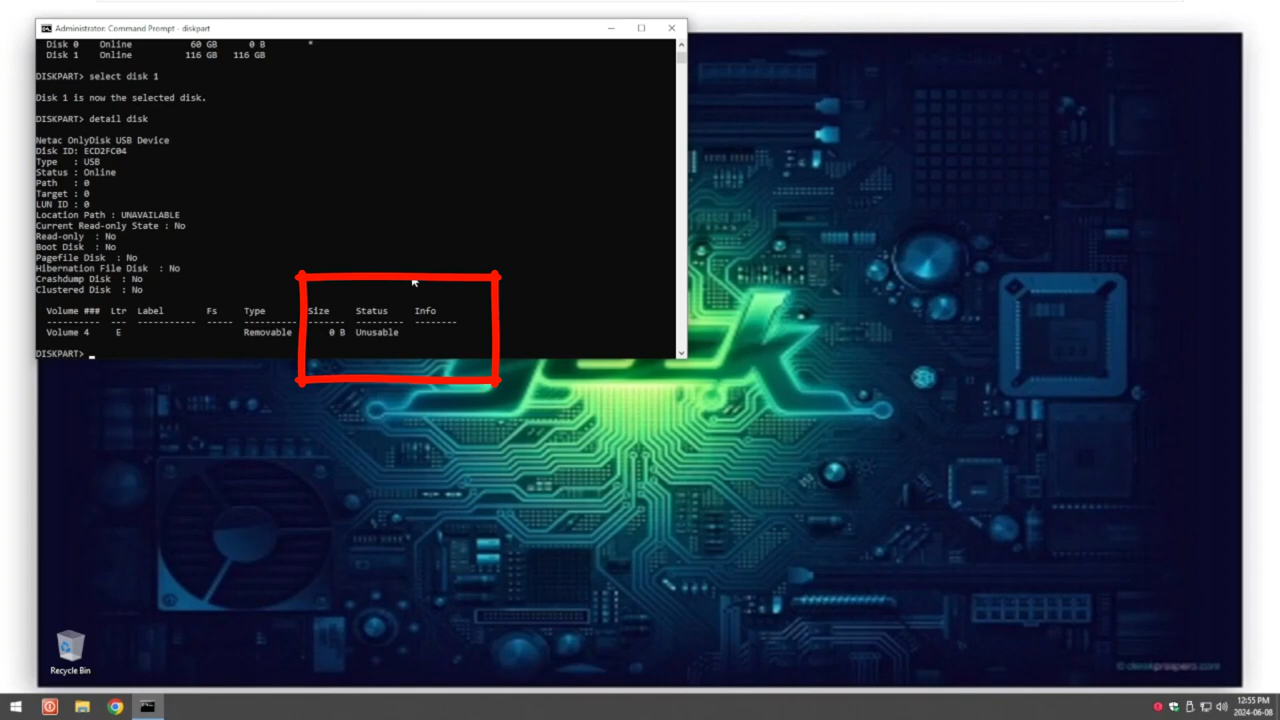 Administrator: Command Prompt - diskpart
Disk 0    Online    60 GB    0 B    *
Disk 1    Online    116 GB    116 GB
DISKPART> select disk 1
Disk 1 is now the selected disk.
DISKPART> detail disk
Netac OnlyDisk USB Device
Disk ID: ECD2FC04
Type   : USB
Status : Online
Path   : 0
Target : 0
LUN ID : 0
Location Path : UNAVAILABLE
Current Read-only State : No
Read-only  : No
Boot Disk  : No
Pagefile Disk  : No
Hibernation File Disk  : No
Crashdump Disk  : No
Clustered Disk  : No
Volume ###  Ltr  Label        Fs     Type        Size     Status     Info
----------  ---  -----------  -----  ----------  -------  ---------  --------
Volume 4    E                        Removable       0 B  Unusable
DISKPART> _
Recycle Bin
12:55 PM
2024-06-08